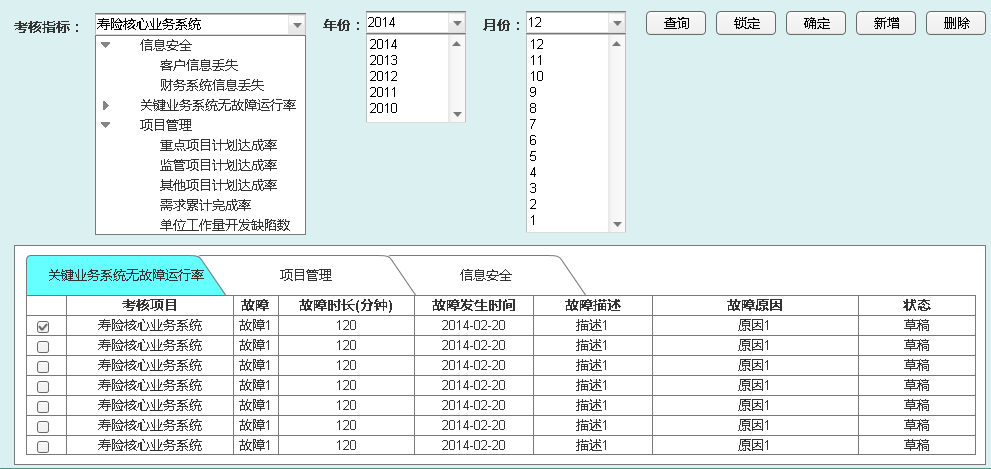 考核指标： 寿险核心业务系统 年份： 2014 月份： 12 查询 锁定 确定 新增 删除
信息安全
客户信息丢失
财务系统信息丢失
关键业务系统无故障运行率
项目管理
重点项目计划达成率
监管项目计划达成率
其他项目计划达成率
需求累计完成率
单位工作量开发缺陷数
2014
2013
2012
2011
2010
12
11
10
9
8
7
6
5
4
3
2
1
关键业务系统无故障运行率 项目管理 信息安全
考核项目 故障 故障时长(分钟) 故障发生时间 故障描述 故障原因 状态
寿险核心业务系统 故障1 120 2014-02-20 描述1 原因1 草稿
寿险核心业务系统 故障1 120 2014-02-20 描述1 原因1 草稿
寿险核心业务系统 故障1 120 2014-02-20 描述1 原因1 草稿
寿险核心业务系统 故障1 120 2014-02-20 描述1 原因1 草稿
寿险核心业务系统 故障1 120 2014-02-20 描述1 原因1 草稿
寿险核心业务系统 故障1 120 2014-02-20 描述1 原因1 草稿
寿险核心业务系统 故障1 120 2014-02-20 描述1 原因1 草稿